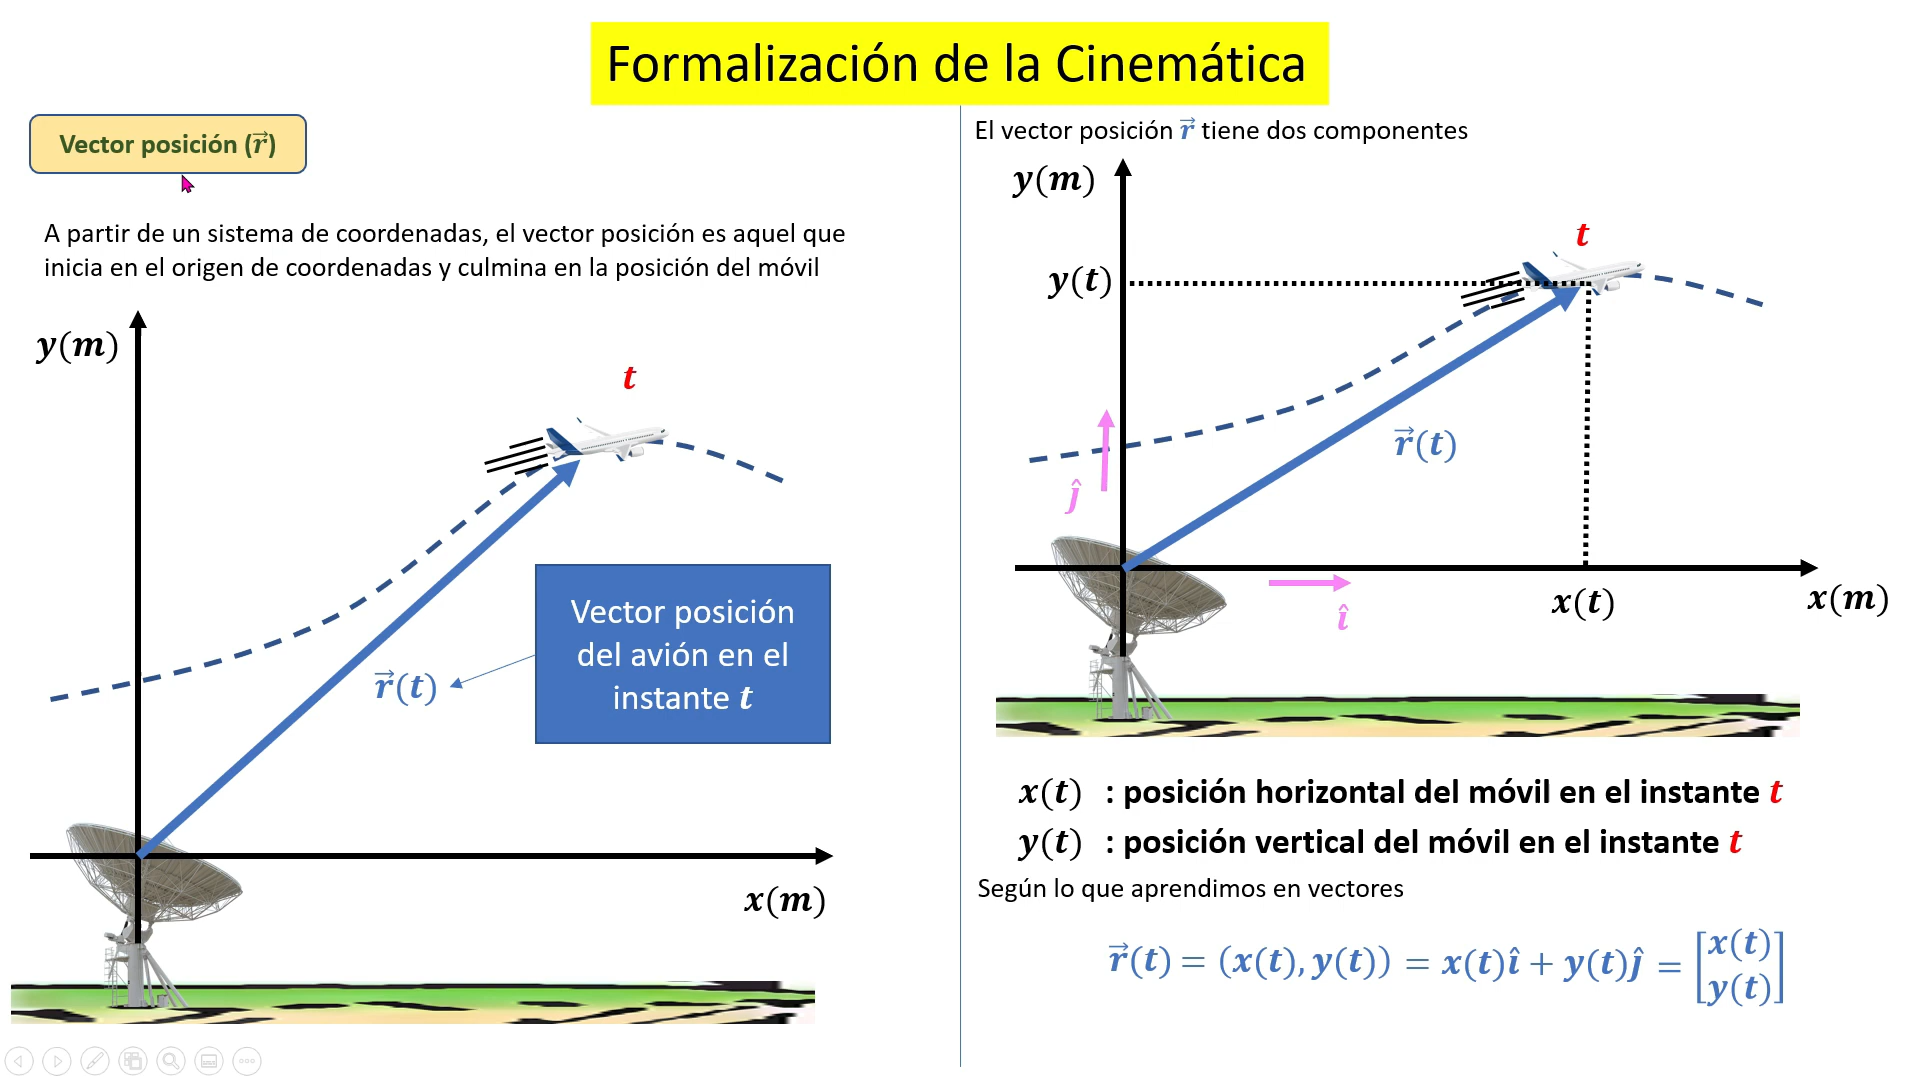 Formalización de la Cinemática
Vector posición (r⃗)
A partir de un sistema de coordenadas, el vector posición es aquel que
inicia en el origen de coordenadas y culmina en la posición del móvil
y(m)
t
r⃗(t)
Vector posición
del avión en el
instante t
x(m)
El vector posición r⃗ tiene dos componentes
y(m)
t
y(t)
r⃗(t)
ĵ
î
x(t)
x(m)
x(t) : posición horizontal del móvil en el instante t
y(t) : posición vertical del móvil en el instante t
Según lo que aprendimos en vectores
r⃗(t) = (x(t), y(t)) = x(t)î + y(t)ĵ = [x(t)
y(t)]